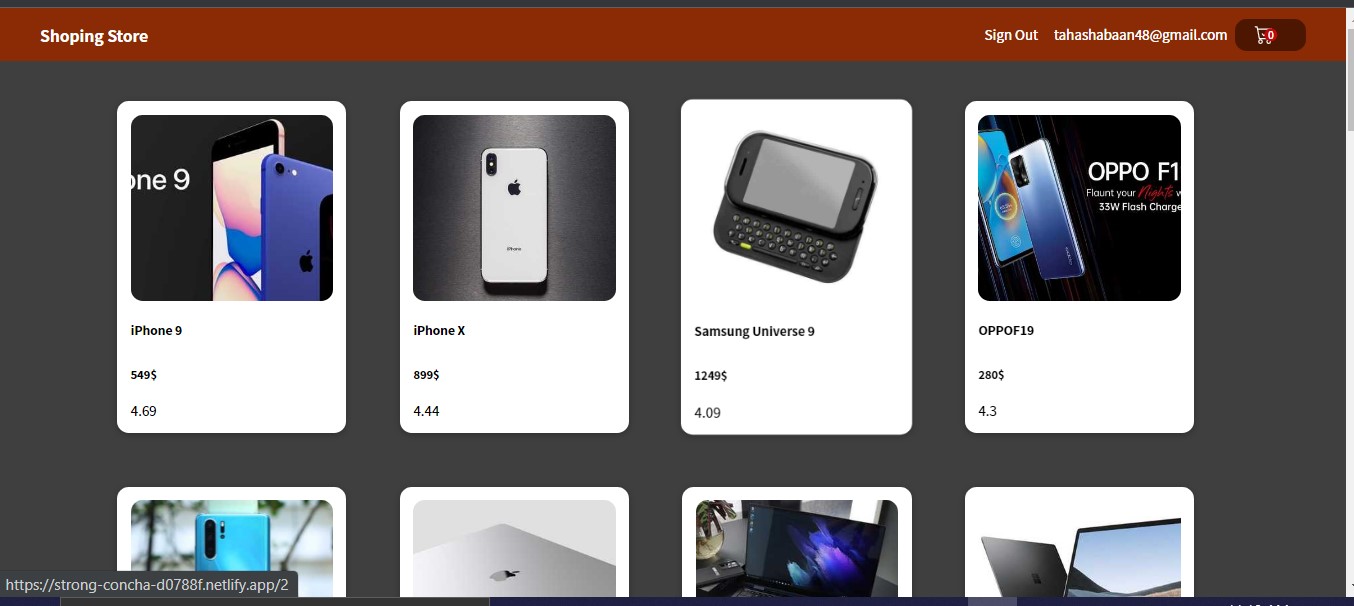 Shoping Store
Sign Out
tahashabaan48@gmail.com
0
one 9
iPhone
OPPO F1
Flaunt your Nights w
33W Flash Charge
iPhone 9
iPhone X
Samsung Universe 9
OPPOF19
549$
899$
1249$
280$
4.69
4.44
4.09
4.3
https://strong-concha-d0788f.netlify.app/2